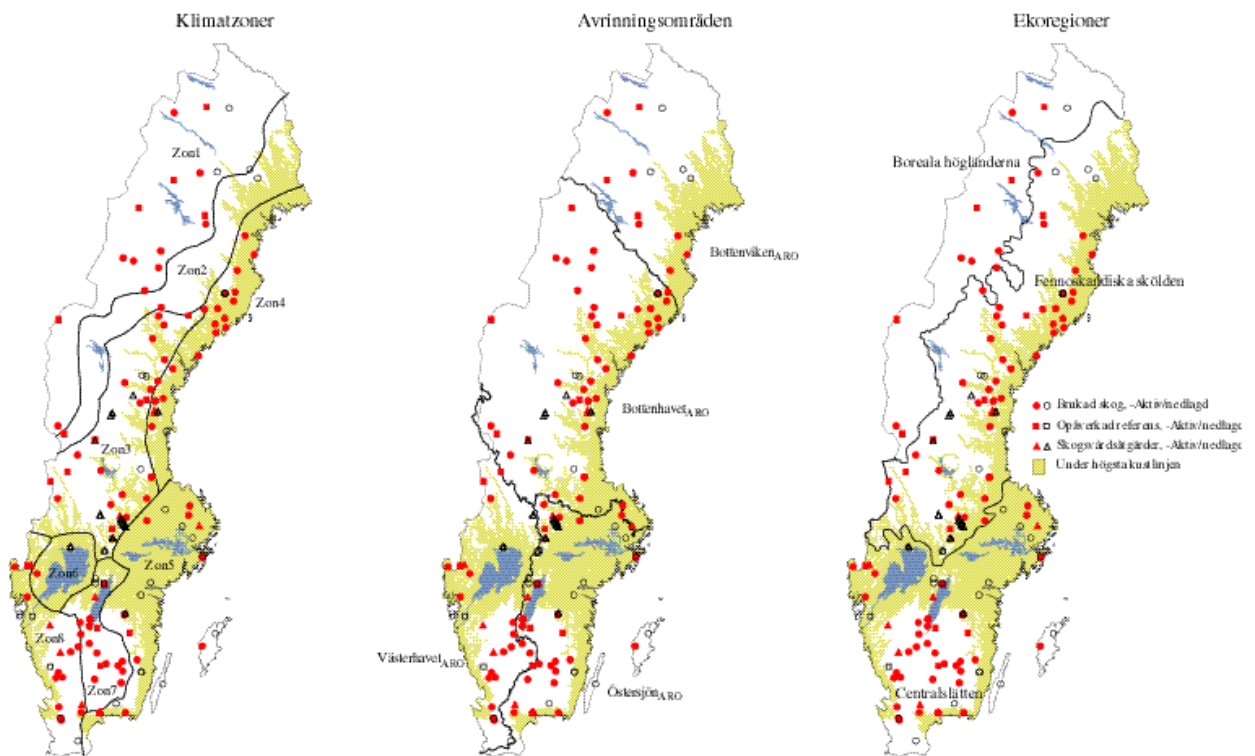 Klimatzoner
Avrinningsområden
Ekoregioner
Zon1
Zon2
Zon4
Zon3
Zon5
Zon6
Zon8
Zon7
BottenvikenARO
BottenhavetARO
VästerhavetARO
ÖstersjönARO
Boreala högländerna
Fennoskandiska skölden
Centralslätten
Brukad skog, -Aktiv/nedlagd
Opåverkad referens, -Aktiv/nedlagd
Skogsvårdsåtgärder, -Aktiv/nedlagd
Under högsta kustlinjen